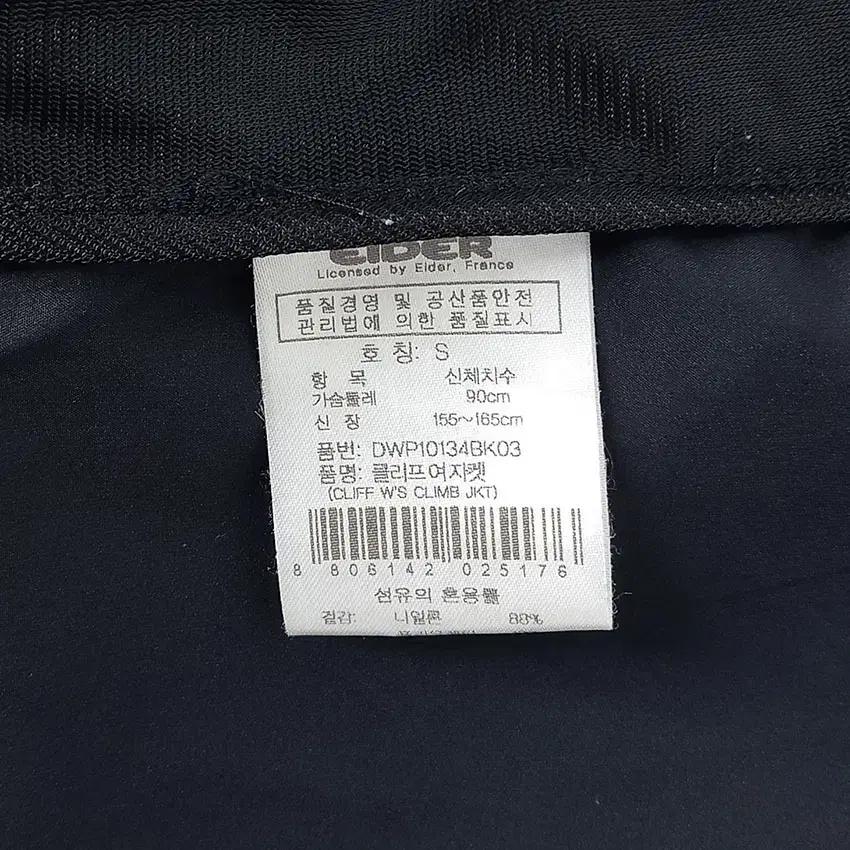 EIDER
Licensed by Eider, France
품질경영 및 공산품안전
관리법에 의한 품질표시
호 칭: S
항 목 신체치수
가슴둘레 90cm
신 장 155~165cm
품번: DWP10134BK03
품명: 클리프여자켓
(CLIFF W'S CLIMB JKT)
8 806142 025176
섬유의 혼용률
겉감: 나일론 88%